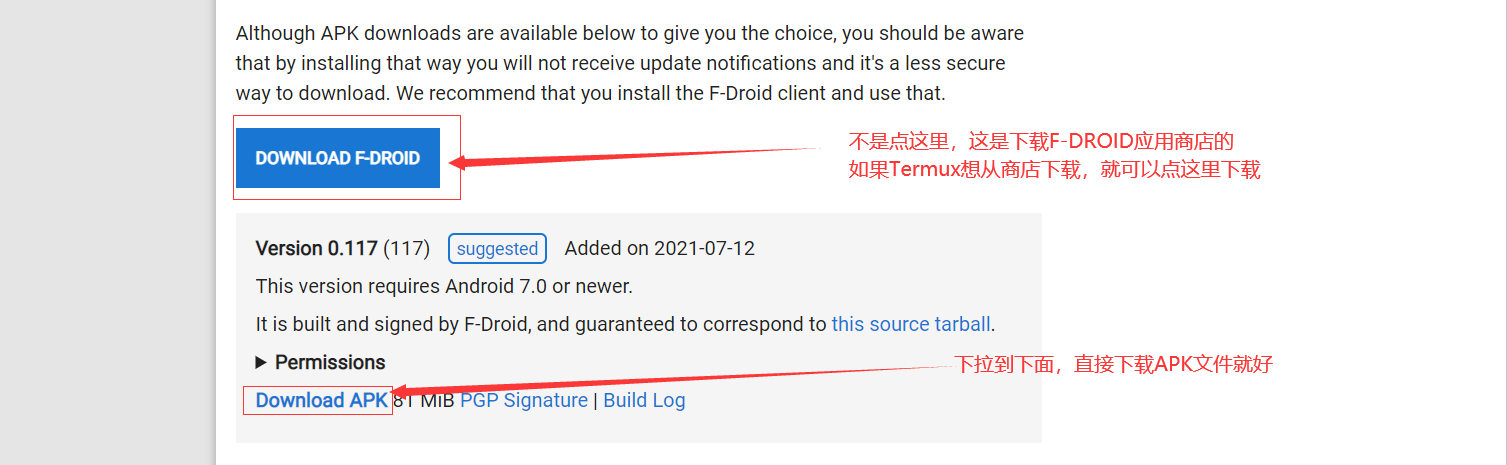 Although APK downloads are available below to give you the choice, you should be aware
that by installing that way you will not receive update notifications and it's a less secure
way to download. We recommend that you install the F-Droid client and use that.
DOWNLOAD F-DROID
不是点这里，这是下载F-DROID应用商店的
如果Termux想从商店下载，就可以点这里下载
Version 0.117 (117) suggested Added on 2021-07-12
This version requires Android 7.0 or newer.
It is built and signed by F-Droid, and guaranteed to correspond to this source tarball.
▶ Permissions
下拉到下面，直接下载APK文件就好
Download APK 81 MiB PGP Signature | Build Log